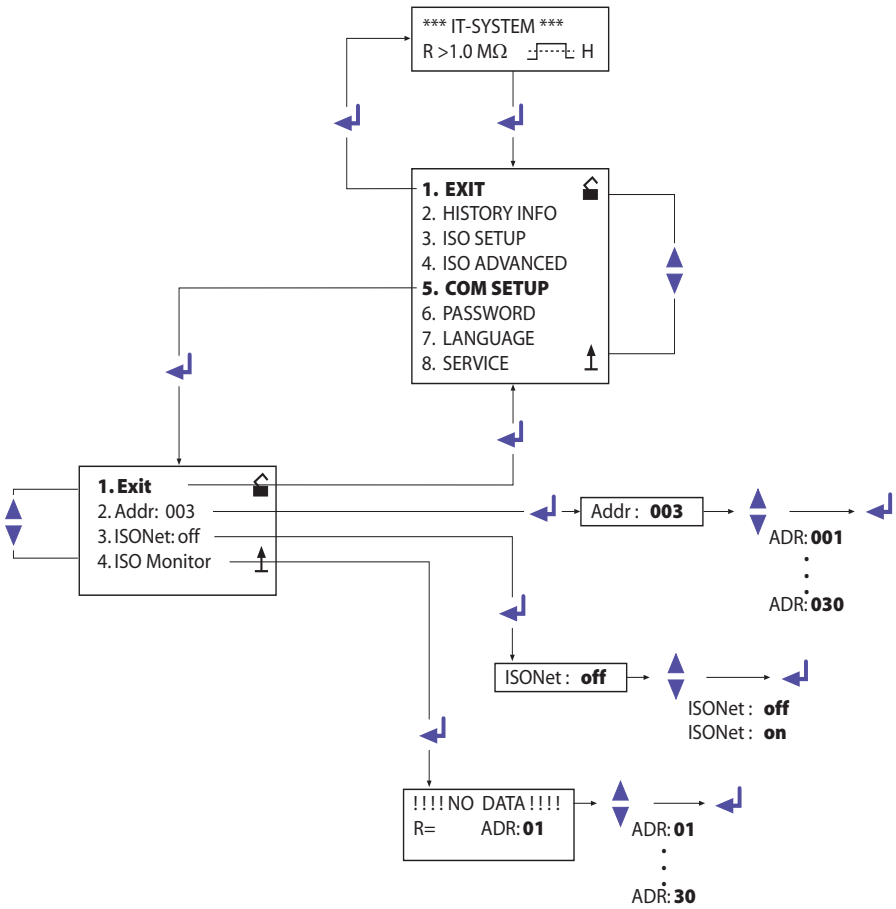 *** IT-SYSTEM ***
R >1.0 MΩ H
1. EXIT
2. HISTORY INFO
3. ISO SETUP
4. ISO ADVANCED
5. COM SETUP
6. PASSWORD
7. LANGUAGE
8. SERVICE
1. Exit
2. Addr: 003
3. ISONet: off
4. ISO Monitor
Addr : 003
ADR: 001
ADR: 030
ISONet : off
ISONet : off
ISONet : on
!!!! NO DATA !!!!
R= ADR: 01
ADR: 01
ADR: 30